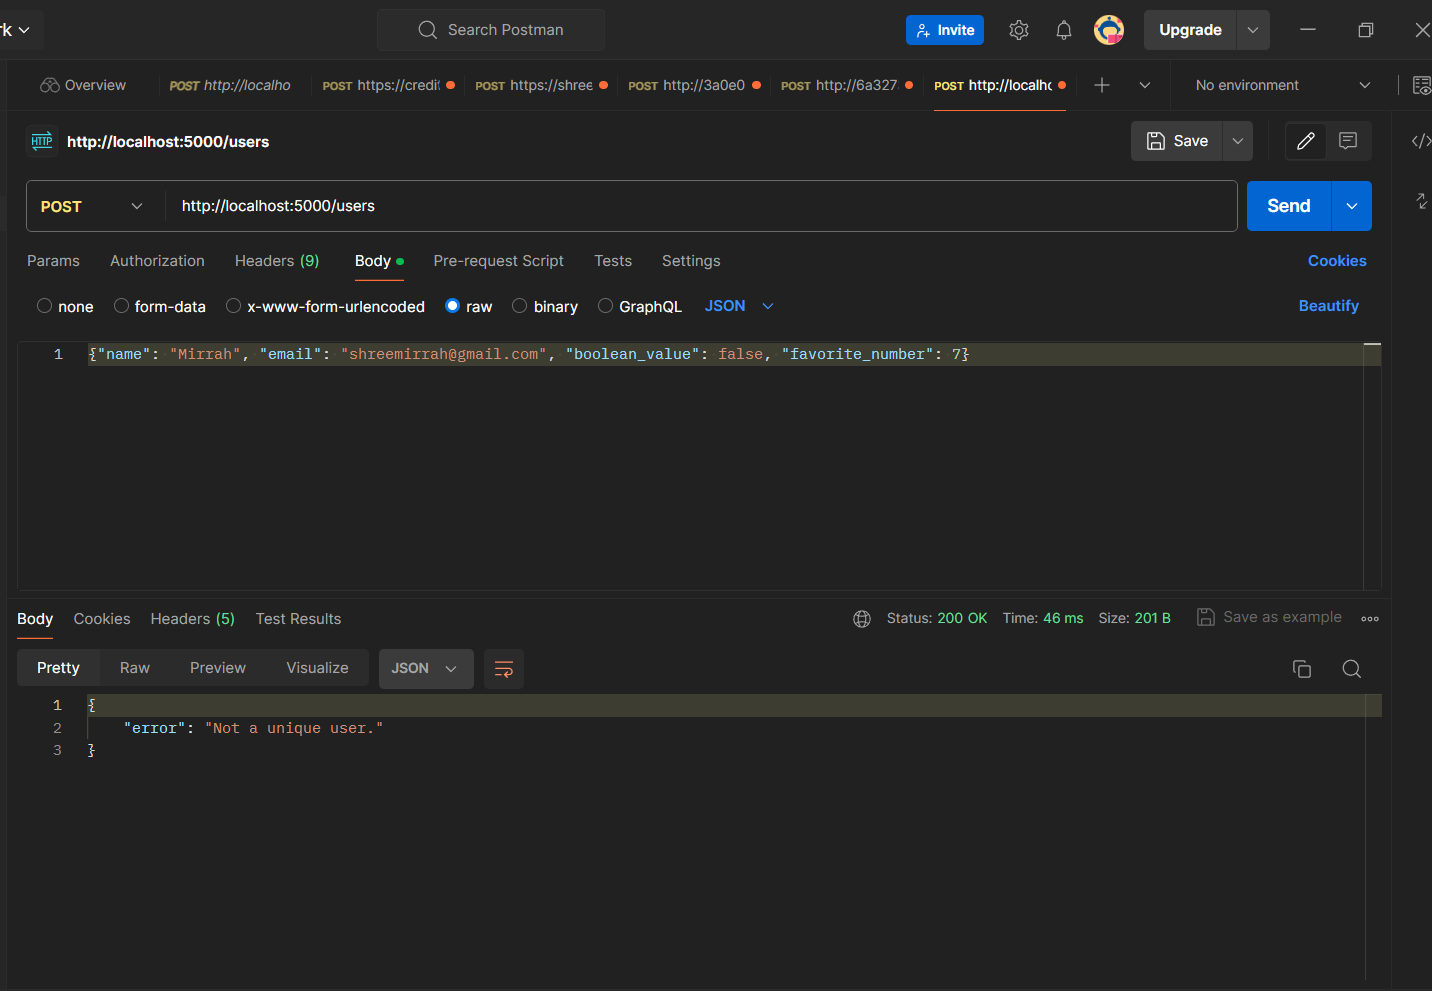 rk
Search Postman
Invite
Upgrade
Overview
POST http://localho
POST https://credi
POST https://shree
POST http://3a0e0
POST http://6a327
POST http://localho
No environment
HTTP
http://localhost:5000/users
Save
POST
http://localhost:5000/users
Send
Params
Authorization
Headers (9)
Body
Pre-request Script
Tests
Settings
Cookies
none
form-data
x-www-form-urlencoded
raw
binary
GraphQL
JSON
Beautify
1 {"name": "Mirrah", "email": "shreemirrah@gmail.com", "boolean_value": false, "favorite_number": 7}
Body
Cookies
Headers (5)
Test Results
Status: 200 OK
Time: 46 ms
Size: 201 B
Save as example
Pretty
Raw
Preview
Visualize
JSON
1 {
2 "error": "Not a unique user."
3 }